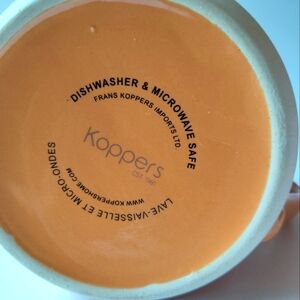 DISHWASHER & MICROWAVE SAFE
FRANS KOPPERS IMPORTS LTD.
Koppers
WWW.KOPPERSHOME.COM
LAVE-VAISSELLE ET MICRO-ONDES